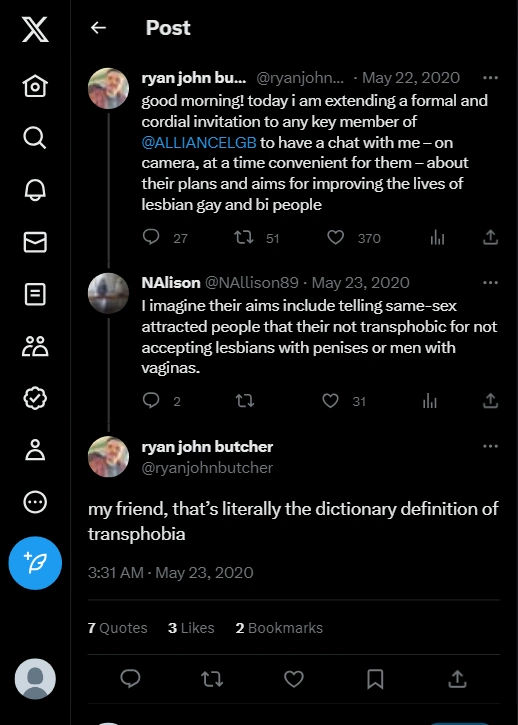 Post
ryan john bu... @ryanjohn... · May 22, 2020
good morning! today i am extending a formal and
cordial invitation to any key member of
@ALLIANCELGB to have a chat with me – on
camera, at a time convenient for them – about
their plans and aims for improving the lives of
lesbian gay and bi people
27 51 370
NAlison @NAllison89 · May 23, 2020
I imagine their aims include telling same-sex
attracted people that their not transphobic for not
accepting lesbians with penises or men with
vaginas.
2 31
ryan john butcher
@ryanjohnbutcher
my friend, that’s literally the dictionary definition of
transphobia
3:31 AM · May 23, 2020
7 Quotes 3 Likes 2 Bookmarks